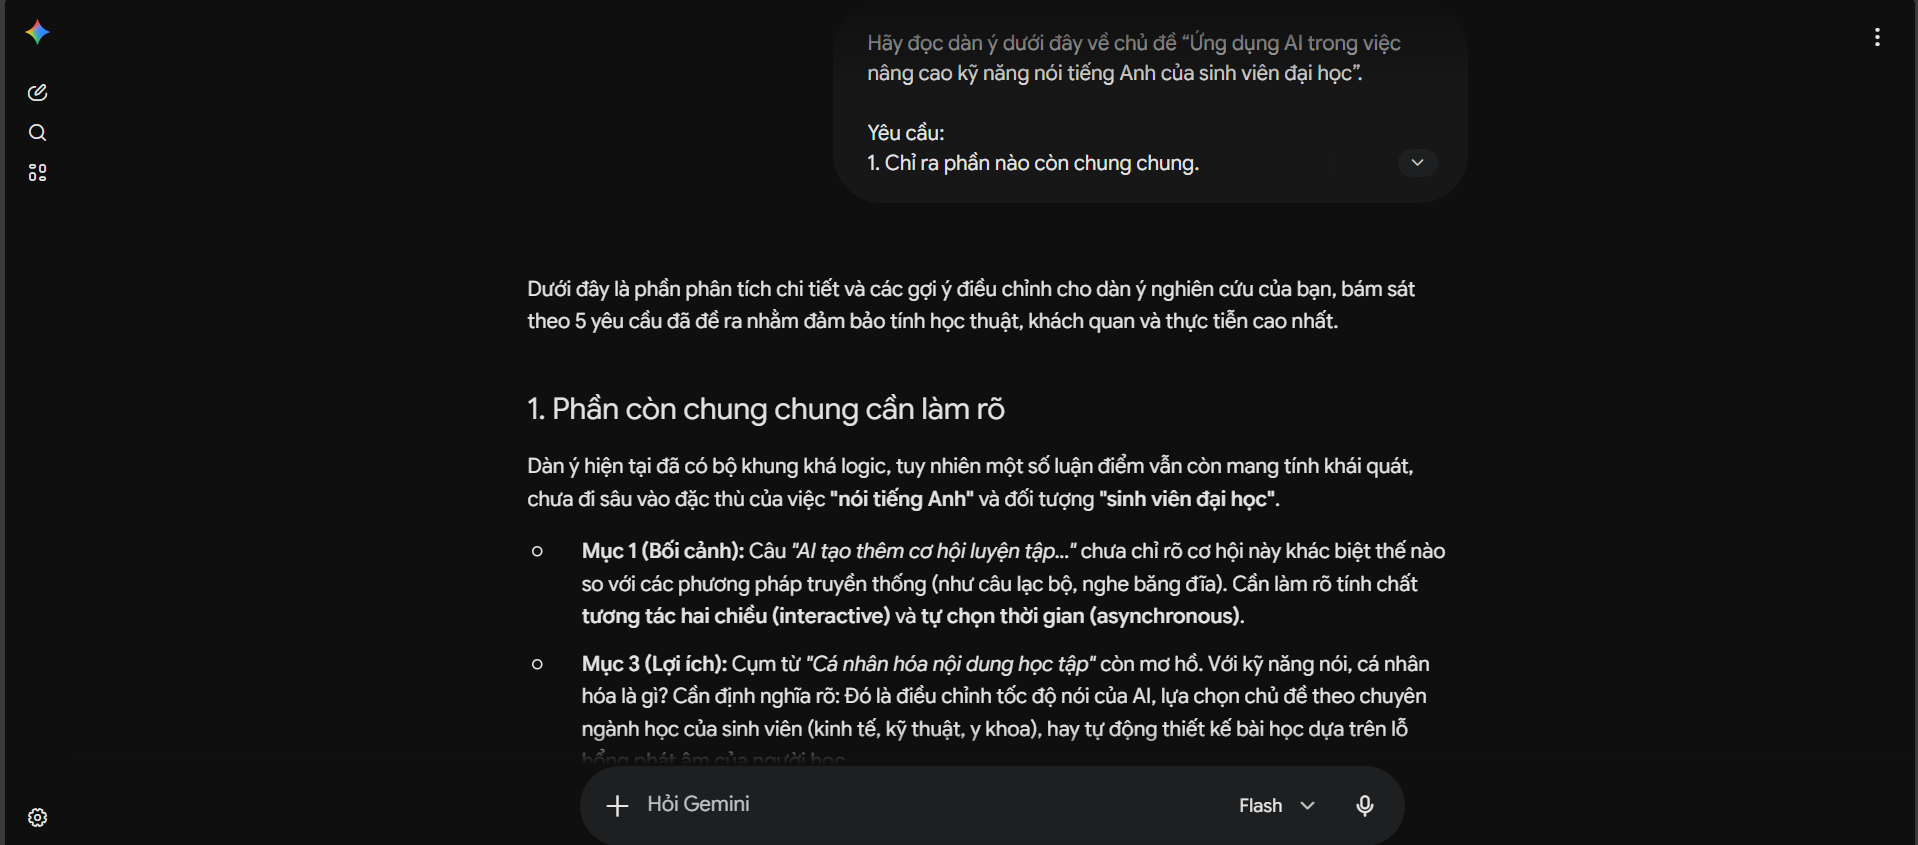 Hãy đọc dàn ý dưới đây về chủ đề “Ứng dụng AI trong việc
nâng cao kỹ năng nói tiếng Anh của sinh viên đại học”.
Yêu cầu:
1. Chỉ ra phần nào còn chung chung.
Dưới đây là phần phân tích chi tiết và các gợi ý điều chỉnh cho dàn ý nghiên cứu của bạn, bám sát
theo 5 yêu cầu đã đề ra nhằm đảm bảo tính học thuật, khách quan và thực tiễn cao nhất.
1. Phần còn chung chung cần làm rõ
Dàn ý hiện tại đã có bộ khung khá logic, tuy nhiên một số luận điểm vẫn còn mang tính khái quát,
chưa đi sâu vào đặc thù của việc "nói tiếng Anh" và đối tượng "sinh viên đại học".
Mục 1 (Bối cảnh): Câu "AI tạo thêm cơ hội luyện tập..." chưa chỉ rõ cơ hội này khác biệt thế nào
so với các phương pháp truyền thống (như câu lạc bộ, nghe băng đĩa). Cần làm rõ tính chất
tương tác hai chiều (interactive) và tự chọn thời gian (asynchronous).
Mục 3 (Lợi ích): Cụm từ "Cá nhân hóa nội dung học tập" còn mơ hồ. Với kỹ năng nói, cá nhân
hóa là gì? Cần định nghĩa rõ: Đó là điều chỉnh tốc độ nói của AI, lựa chọn chủ đề theo chuyên
ngành học của sinh viên (kinh tế, kỹ thuật, y khoa), hay tự động thiết kế bài học dựa trên lỗ
hổng phát âm của người học.
Hỏi Gemini
Flash